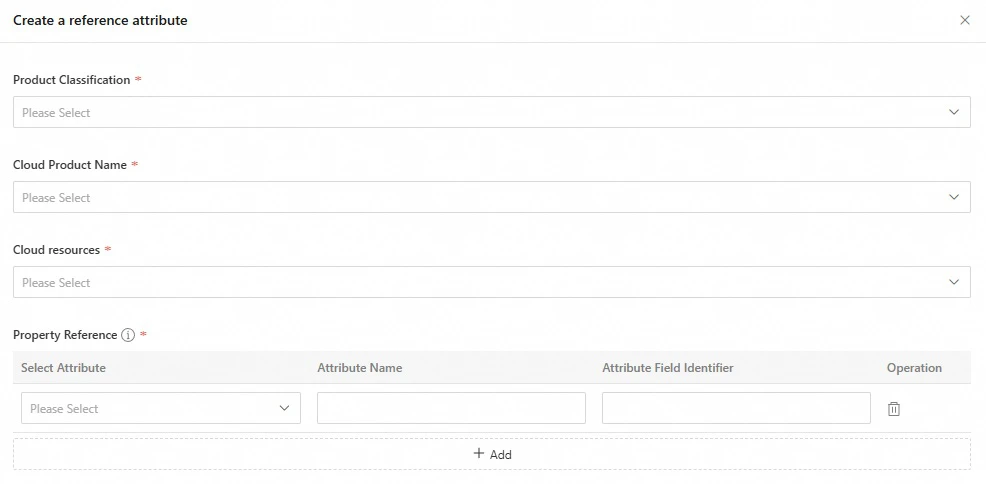 Create a reference attribute
Product Classification *
Please Select
Cloud Product Name *
Please Select
Cloud resources *
Please Select
Property Reference *
Select Attribute Attribute Name Attribute Field Identifier Operation
Please Select
+ Add